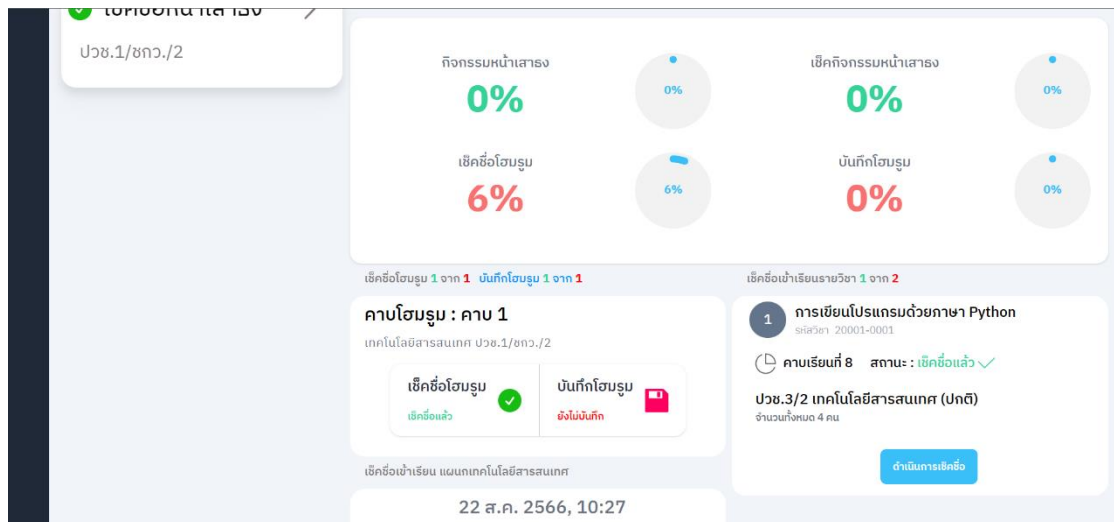 ปวช.1/ชกว./2
กิจกรรมหน้าเสาธง
0%
0%
เช็คกิจกรรมหน้าเสาธง
0%
0%
เช็คชื่อโฮมรูม
6%
6%
บันทึกโฮมรูม
0%
0%
เช็คชื่อโฮมรูม 1 จาก 1 บันทึกโฮมรูม 1 จาก 1
คาบโฮมรูม : คาบ 1
เทคโนโลยีสารสนเทศ ปวช.1/ชกว./2
เช็คชื่อโฮมรูม
เช็คชื่อแล้ว
บันทึกโฮมรูม
ยังไม่บันทึก
เช็คชื่อเข้าเรียน แผนกเทคโนโลยีสารสนเทศ
22 ส.ค. 2566, 10:27
เช็คชื่อเข้าเรียนรายวิชา 1 จาก 2
1
การเขียนโปรแกรมด้วยภาษา Python
รหัสวิชา 20001-0001
คาบเรียนที่ 8 สถานะ : เช็คชื่อแล้ว
ปวช.3/2 เทคโนโลยีสารสนเทศ (ปกติ)
จำนวนทั้งหมด 4 คน
ดำเนินการเช็คชื่อ